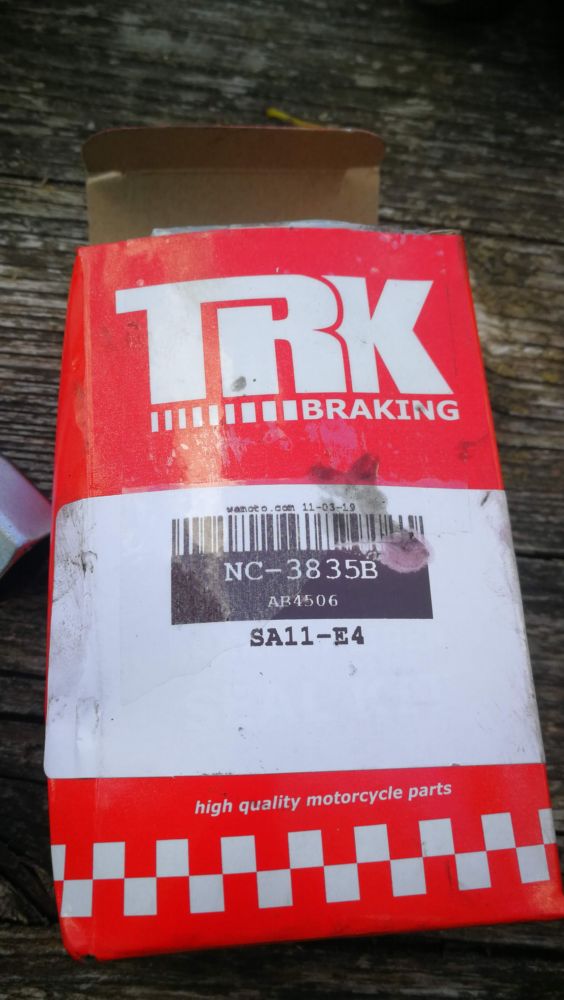 TRK
BRAKING
wemoto.com 11-03-19
NC-3835B
AB4506
SA11-E4
high quality motorcycle parts